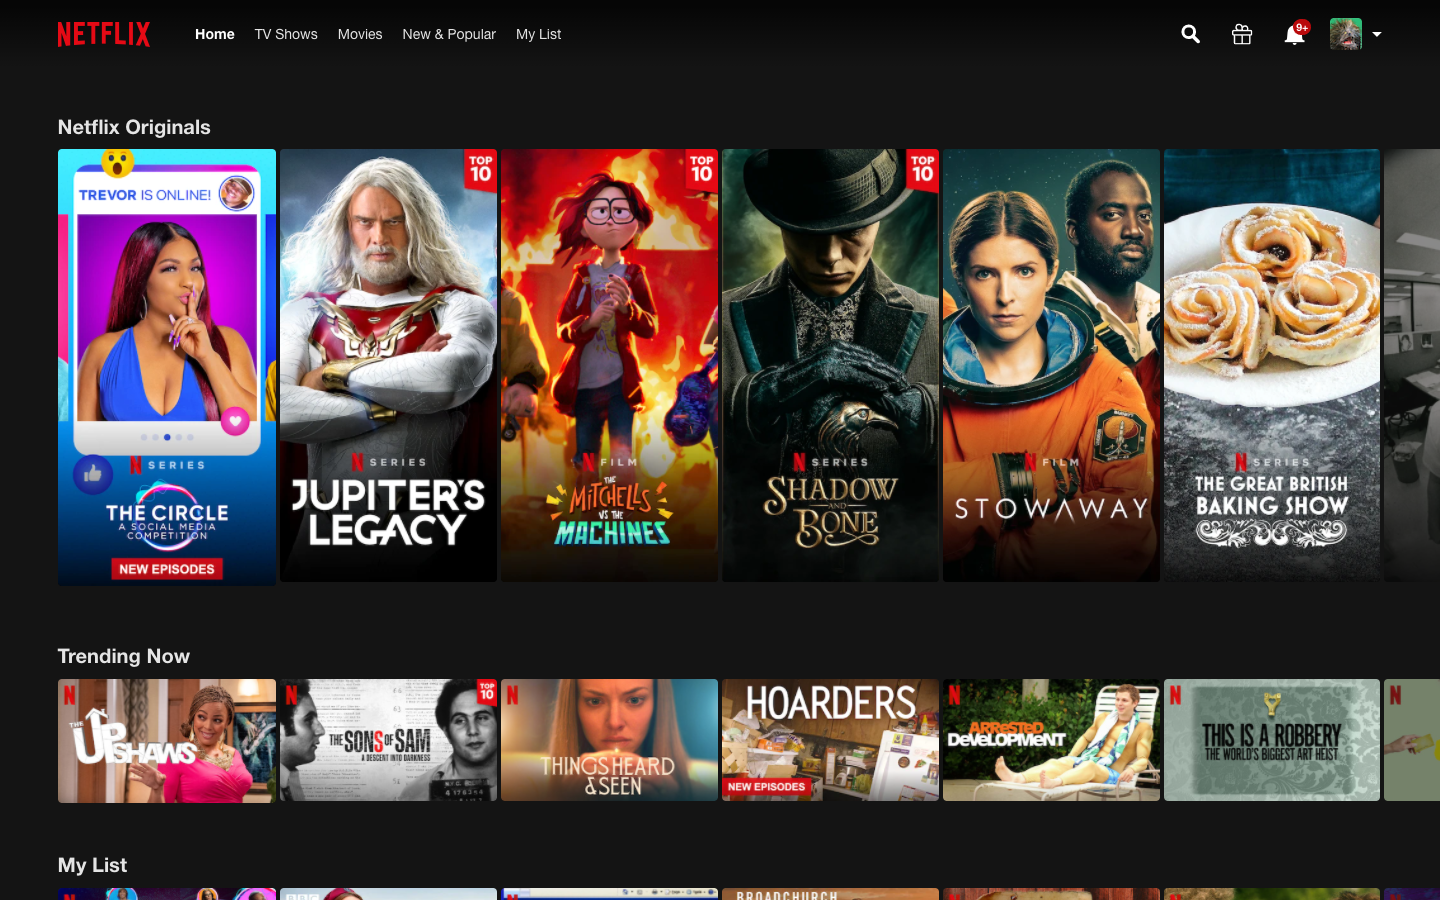 NETFLIX
Home
TV Shows
Movies
New & Popular
My List
9+
Netflix Originals
TREVOR IS ONLINE!
N SERIES
THE CIRCLE
A SOCIAL MEDIA
COMPETITION
NEW EPISODES
TOP
10
N SERIES
JUPITER'S
LEGACY
TOP
10
N FILM
THE
MITCHELLS
VS THE
MACHINES
TOP
10
N SERIES
SHADOW
AND
BONE
N FILM
STOWAWAY
N SERIES
THE GREAT BRITISH
BAKING SHOW
Trending Now
N
THE
UPSHAWS
N
TOP
10
THE SONS OF SAM
A DESCENT INTO DARKNESS
N
THINGS HEARD
& SEEN
HOARDERS
NEW EPISODES
N
ARReSTeD
DeVeLOPMeNT
N
THIS IS A ROBBERY
THE WORLD'S BIGGEST ART HEIST
N
My List
BBC
BROADCHURCH